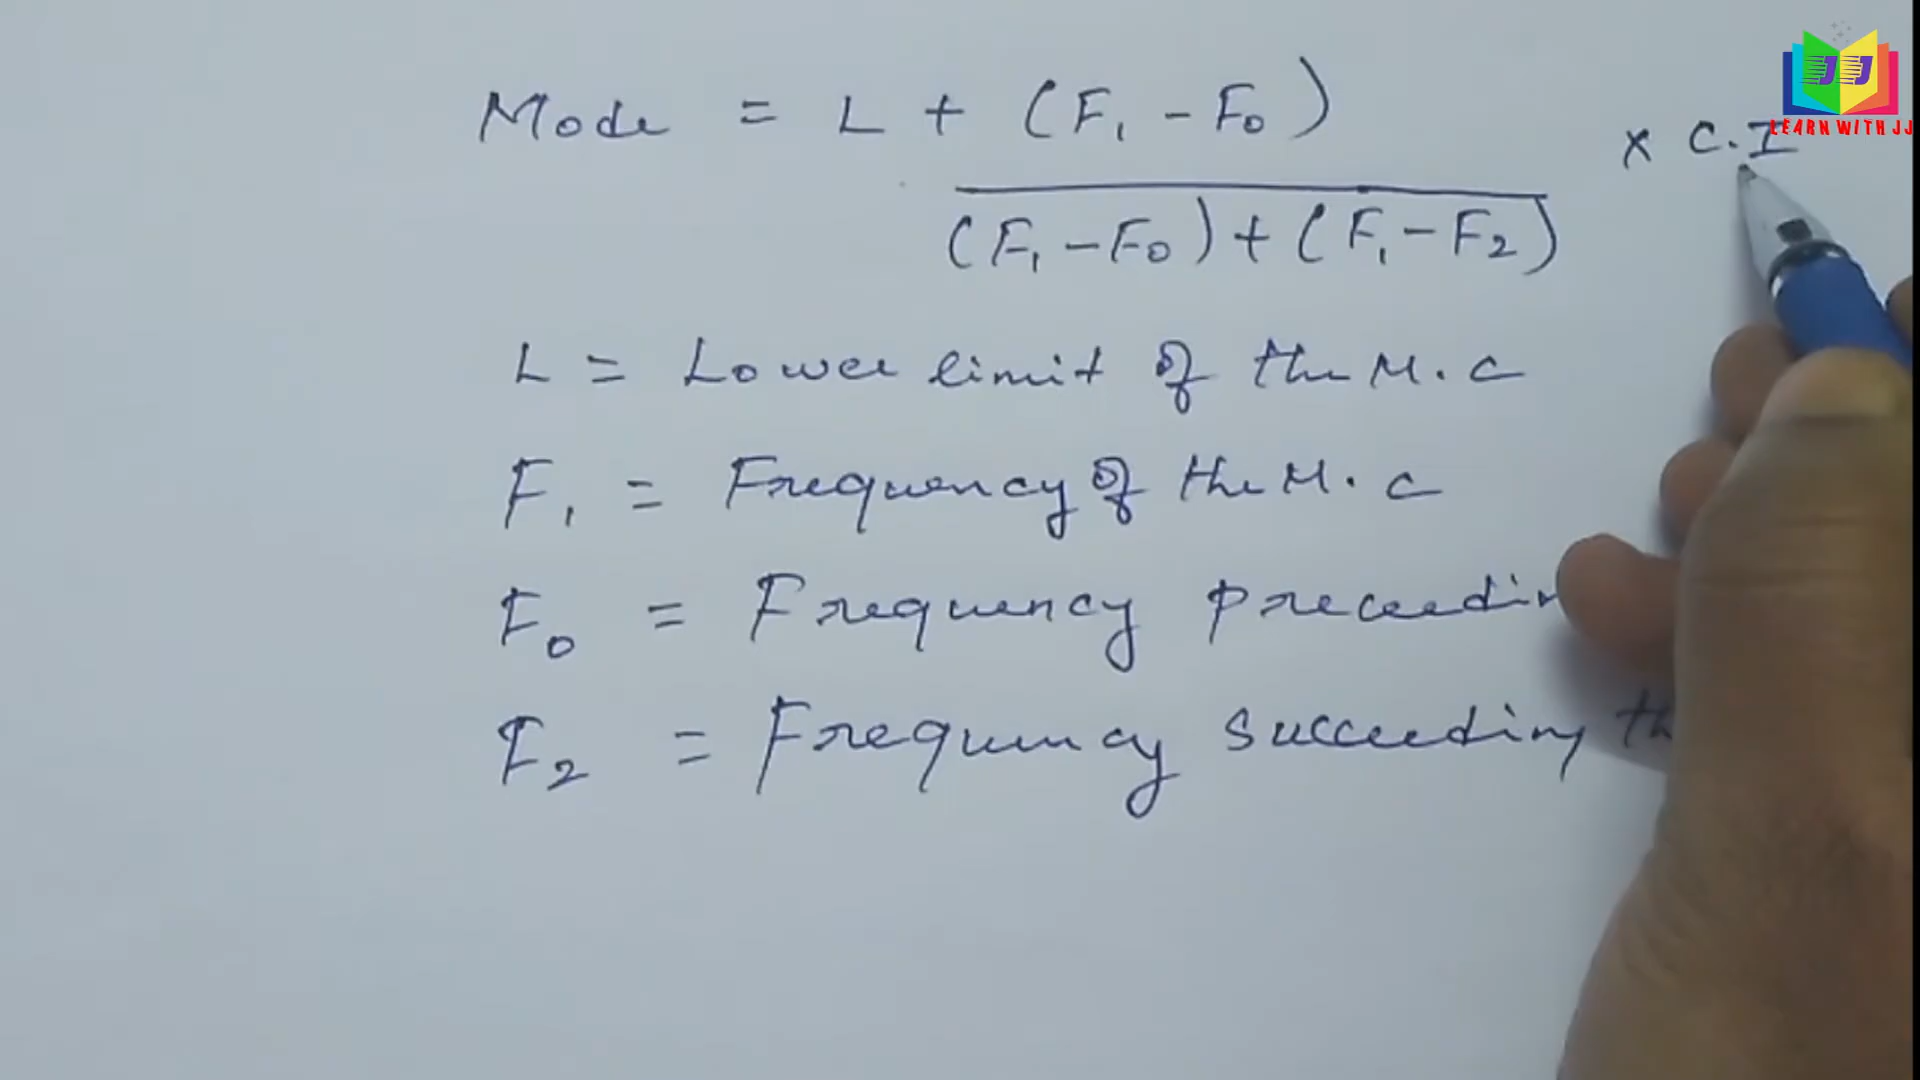 JJ
LEARN WITH JJ
Mode = L + (F₁ - F₀)
x C.I
(F₁ - F₀) + (F₁ - F₂)
L = Lower limit of the M.C
F₁ = Frequency of the M.C
F₀ = Frequency
F₂ = Frequency succeeding